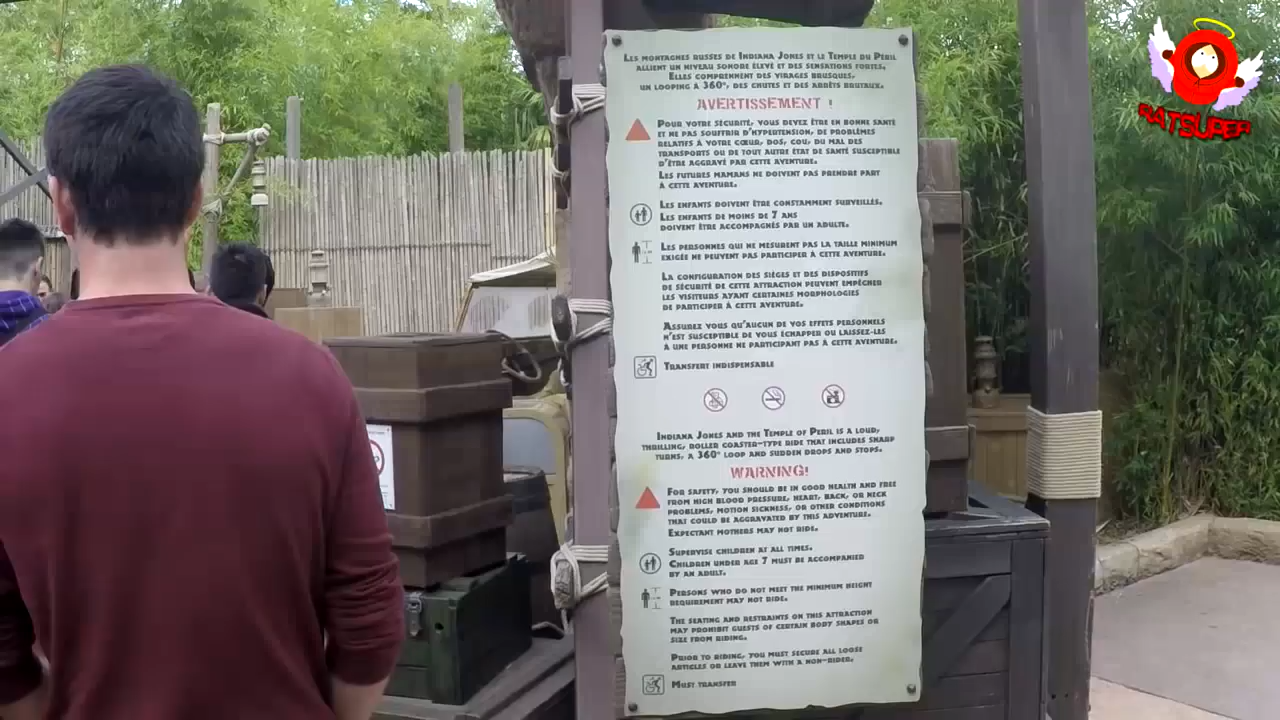 Les montagnes russes de Indiana Jones et le Temple du Péril
allient un niveau sonore élevé et des sensations fortes.
Elles comprennent des virages brusques,
un looping à 360°, des chutes et des arrêts brutaux.
AVERTISSEMENT !
Pour votre sécurité, vous devez être en bonne santé
et ne pas souffrir d'hypertension, de problèmes
relatifs à votre cœur, dos, cou, du mal des
transports ou de tout autre état de santé susceptible
d'être aggravé par cette aventure.
Les futures mamans ne doivent pas prendre part
à cette aventure.
Les enfants doivent être constamment surveillés.
Les enfants de moins de 7 ans
doivent être accompagnés par un adulte.
Les personnes qui ne mesurent pas la taille minimum
exigée ne peuvent pas participer à cette aventure.
La configuration des sièges et des dispositifs
de sécurité de cette attraction peuvent empêcher
les visiteurs ayant certaines morphologies
de participer à cette aventure.
Assurez vous qu'aucun de vos effets personnels
n'est susceptible de vous échapper ou laissez-les
à une personne ne participant pas à cette aventure.
Transfert indispensable
Indiana Jones and the Temple of Peril is a loud,
thrilling, roller coaster-type ride that includes sharp
turns, a 360° loop and sudden drops and stops.
WARNING!
For safety, you should be in good health and free
from high blood pressure, heart, back, or neck
problems, motion sickness, or other conditions
that could be aggravated by this adventure.
Expectant mothers may not ride.
Supervise children at all times.
Children under age 7 must be accompanied
by an adult.
Persons who do not meet the minimum height
requirement may not ride.
The seating and restraints on this attraction
may prohibit guests of certain body shapes or
size from riding.
Prior to riding, you must secure all loose
articles or leave them with a non-rider.
Must transfer
RATSUPER